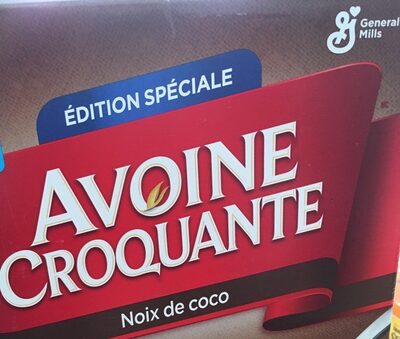 General
Mills
ÉDITION SPÉCIALE
AVOINE
CROQUANTE
Noix de coco